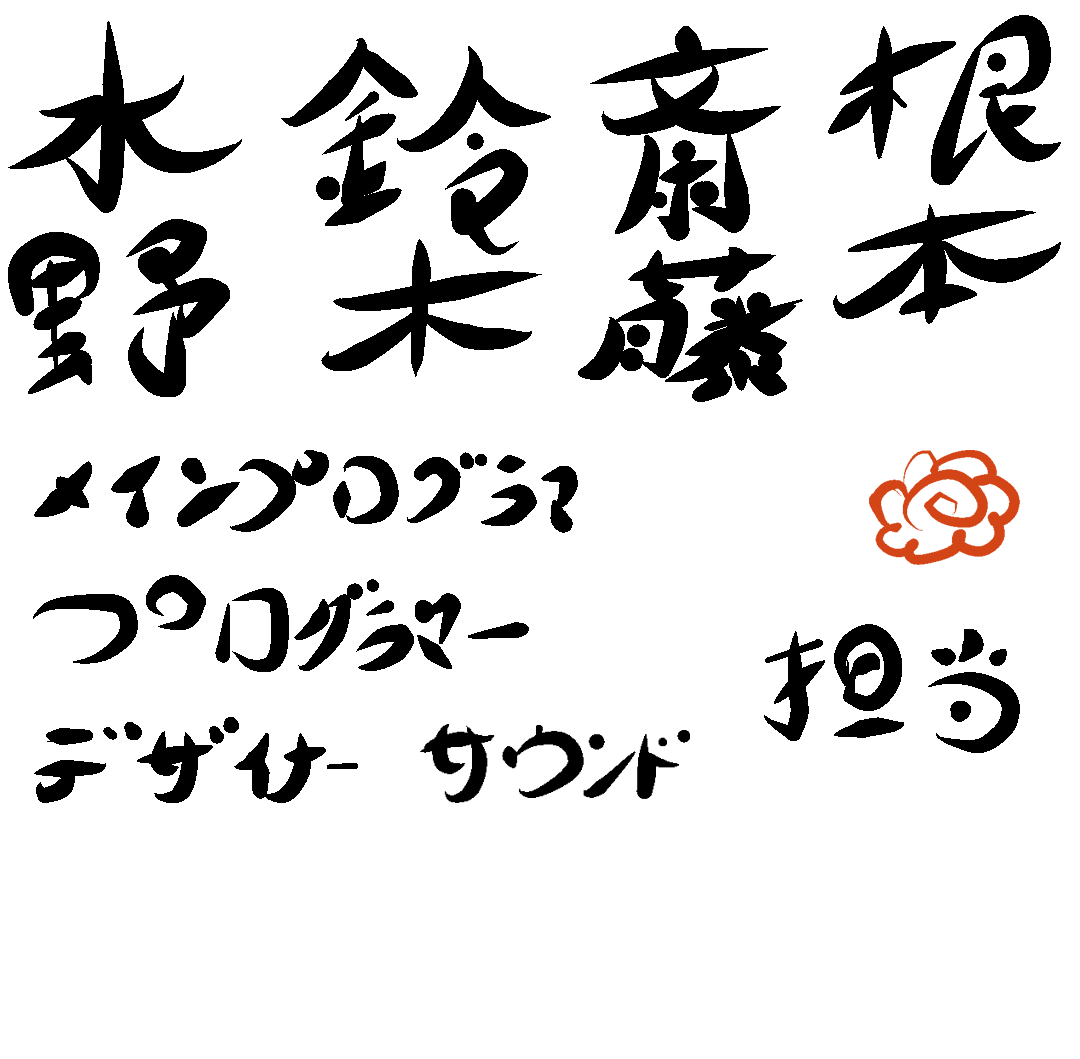 水野
鈴木
斎藤
根本
メインプログラマ
プログラマー
デザイナー サウンド
担当